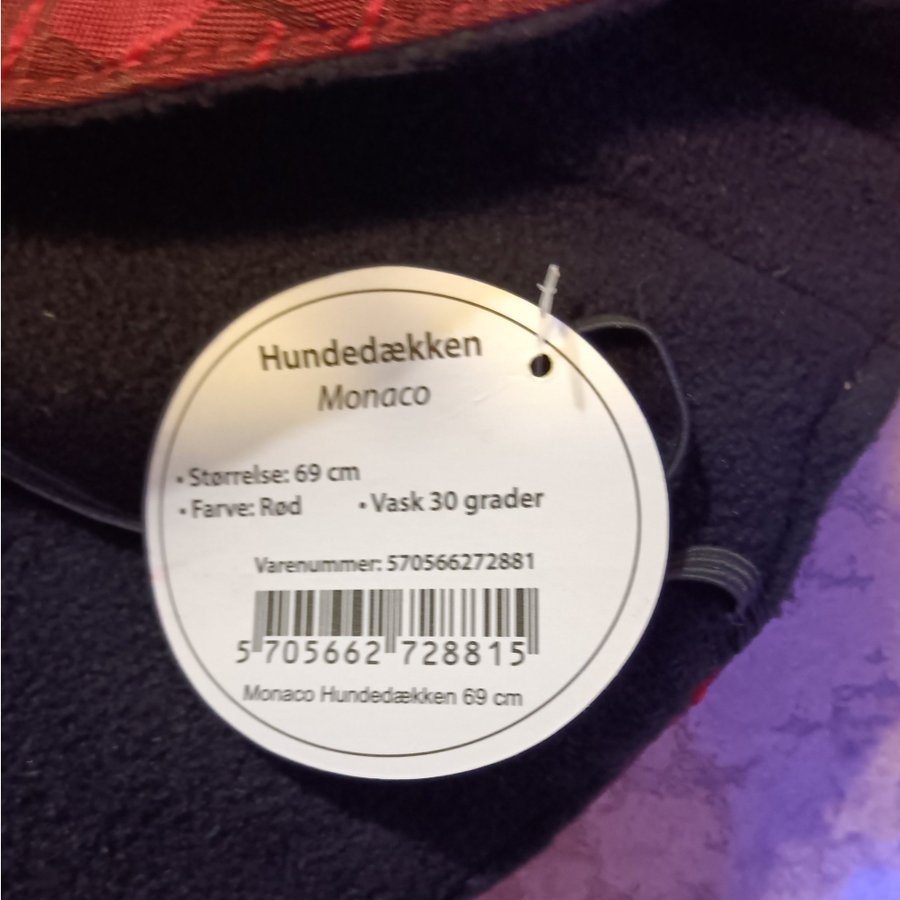 Hundedækken
Monaco
• Størrelse: 69 cm
• Farve: Rød • Vask 30 grader
Varenummer: 570566272881
5 705662 728815
Monaco Hundedækken 69 cm